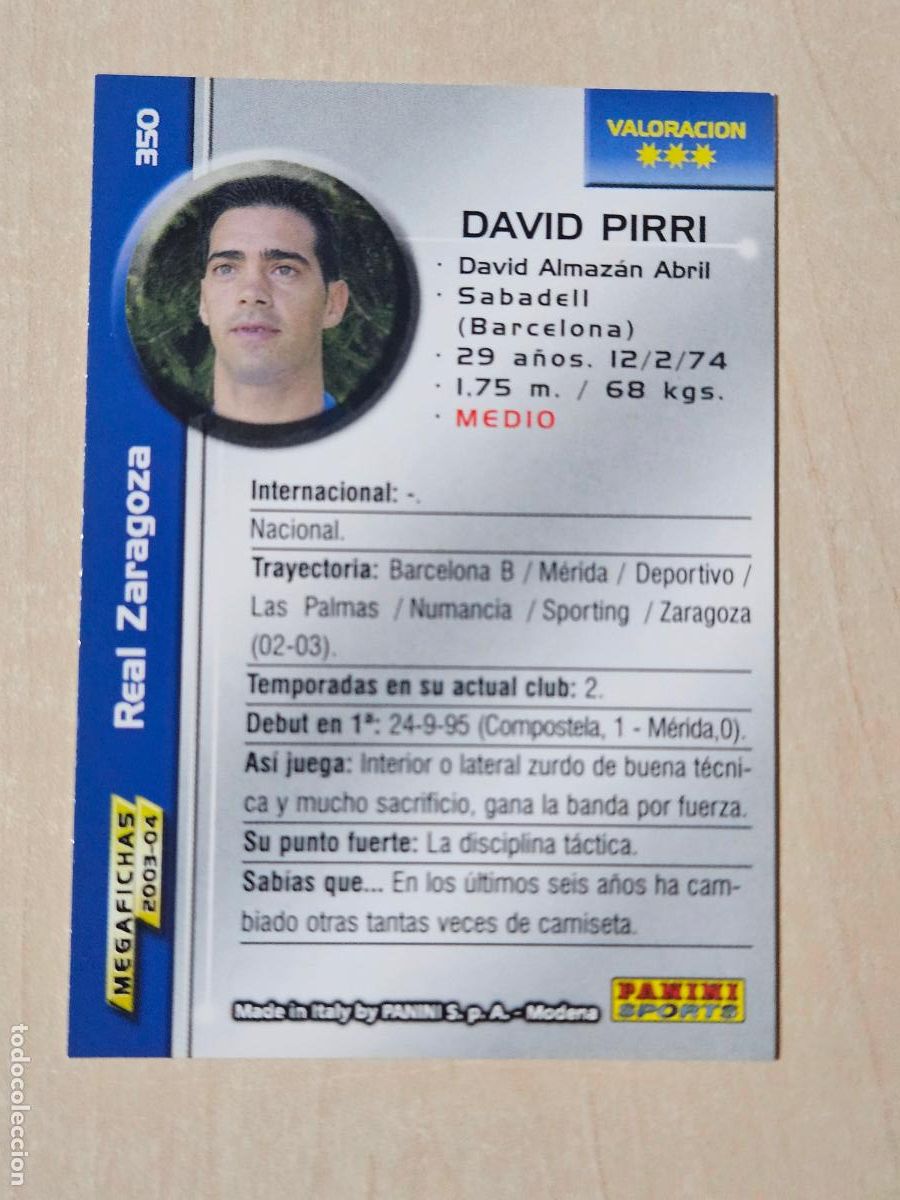 350
VALORACION
DAVID PIRRI
· David Almazán Abril
· Sabadell
(Barcelona)
· 29 años. 12/2/74
· 1.75 m. / 68 kgs.
· MEDIO
Real Zaragoza
MEGAFICHAS
2003-04
Internacional: -.
Nacional.
Trayectoria: Barcelona B / Mérida / Deportivo /
Las Palmas / Numancia / Sporting / Zaragoza
(02-03).
Temporadas en su actual club: 2.
Debut en 1ª: 24-9-95 (Compostela, 1 - Mérida,0).
Así juega: Interior o lateral zurdo de buena técni-
ca y mucho sacrificio, gana la banda por fuerza.
Su punto fuerte: La disciplina táctica.
Sabías que... En los últimos seis años ha cam-
biado otras tantas veces de camiseta.
Made in Italy by PANINI S. p. A. - Modena
PANINI
SPORTS
todocoleccion